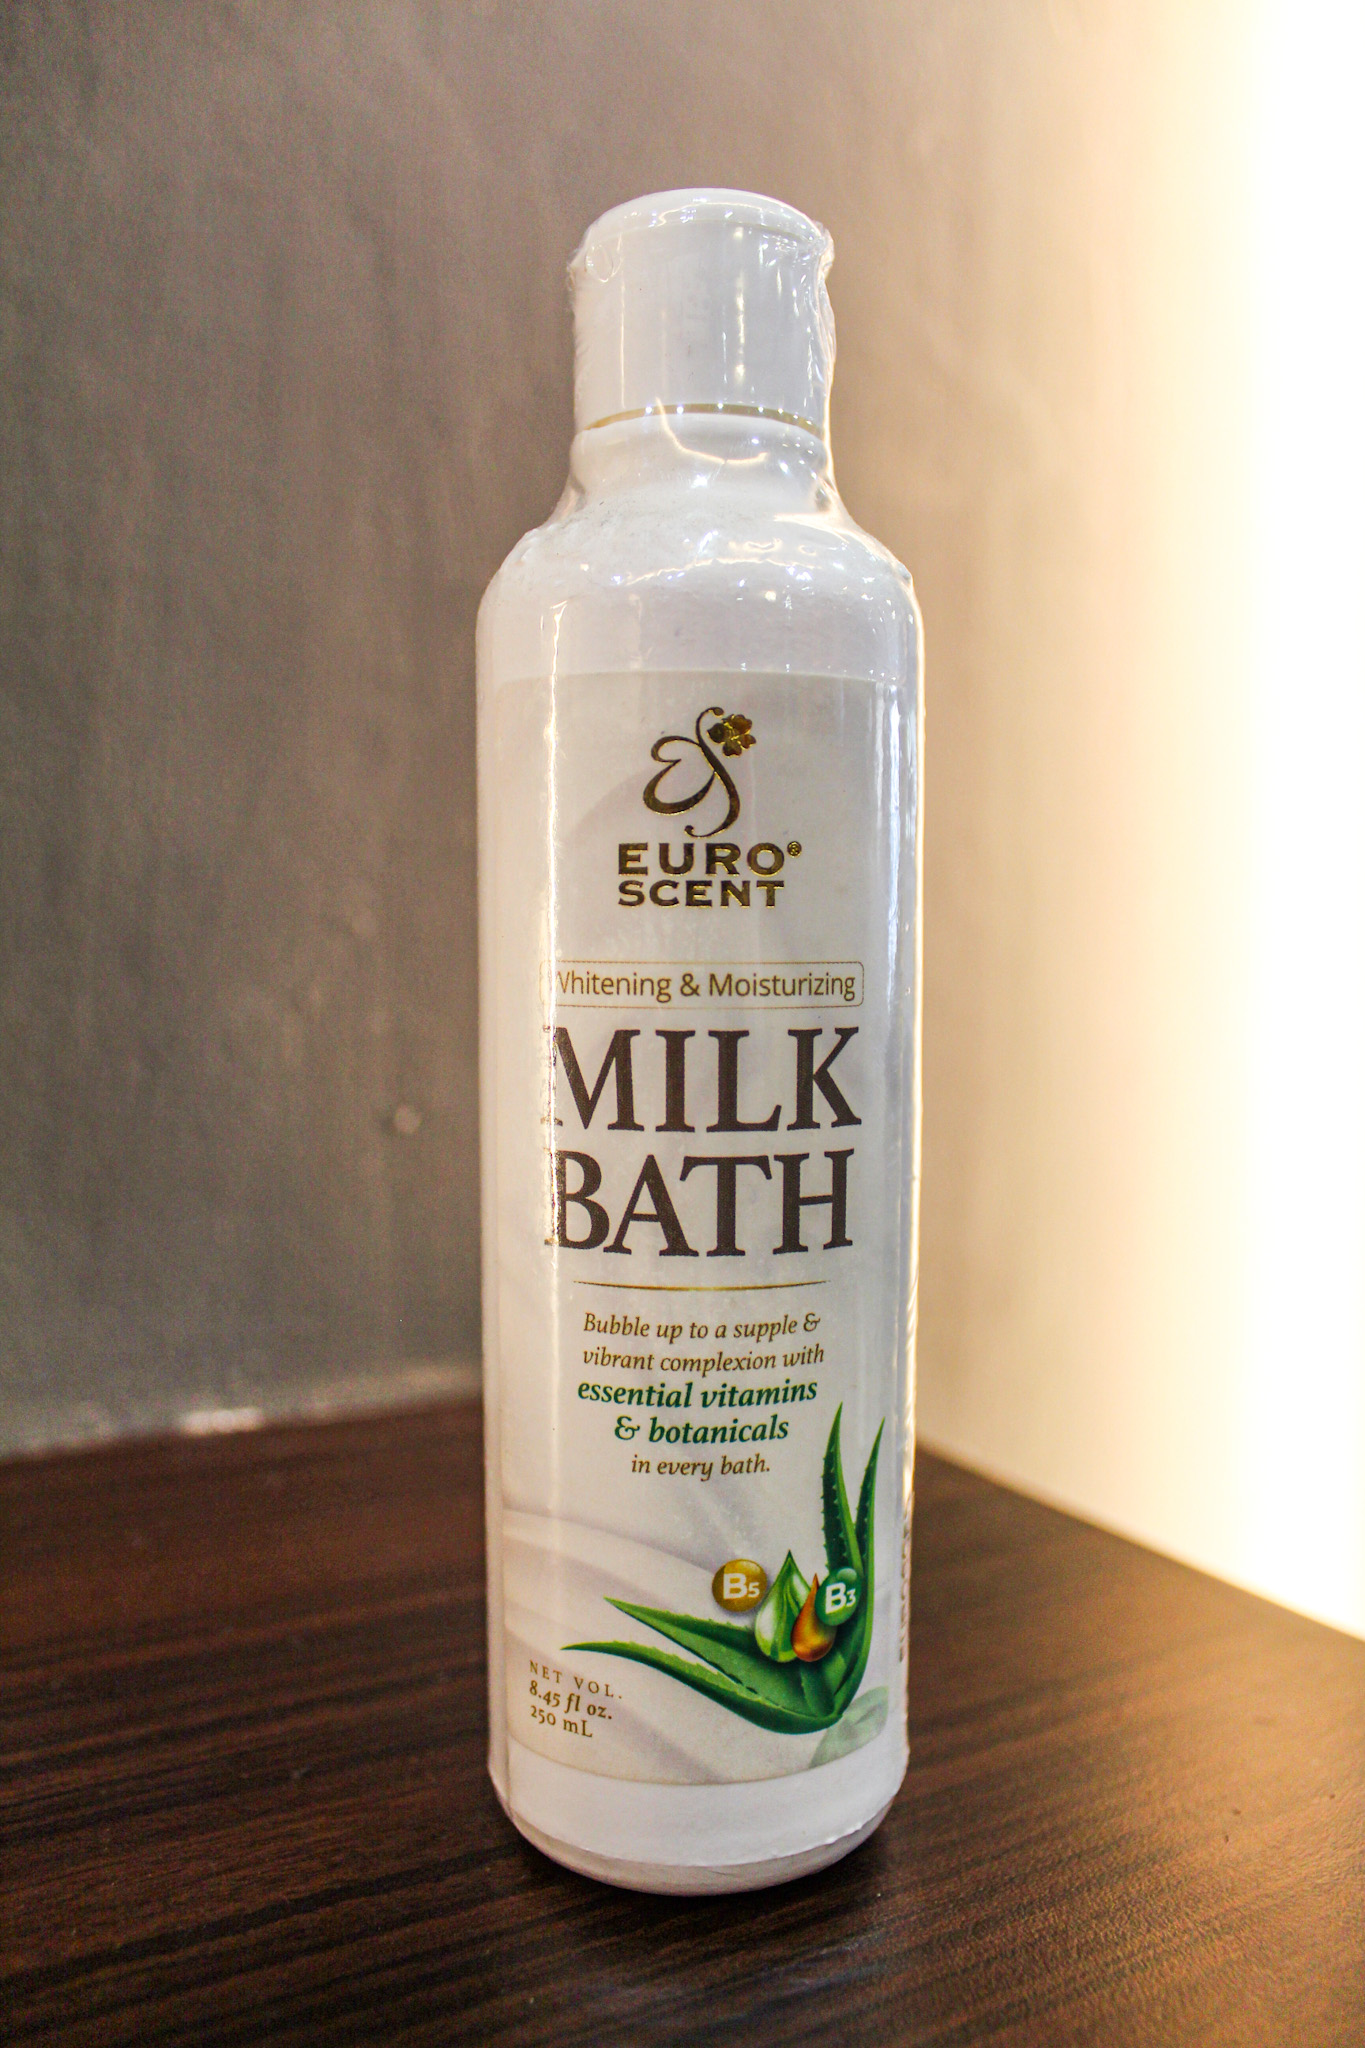 EURO®
SCENT
Whitening & Moisturizing
MILK
BATH
Bubble up to a supple &
vibrant complexion with
essential vitamins
& botanicals
in every bath.
B5
B3
NET VOL.
8.45 fl oz.
250 mL